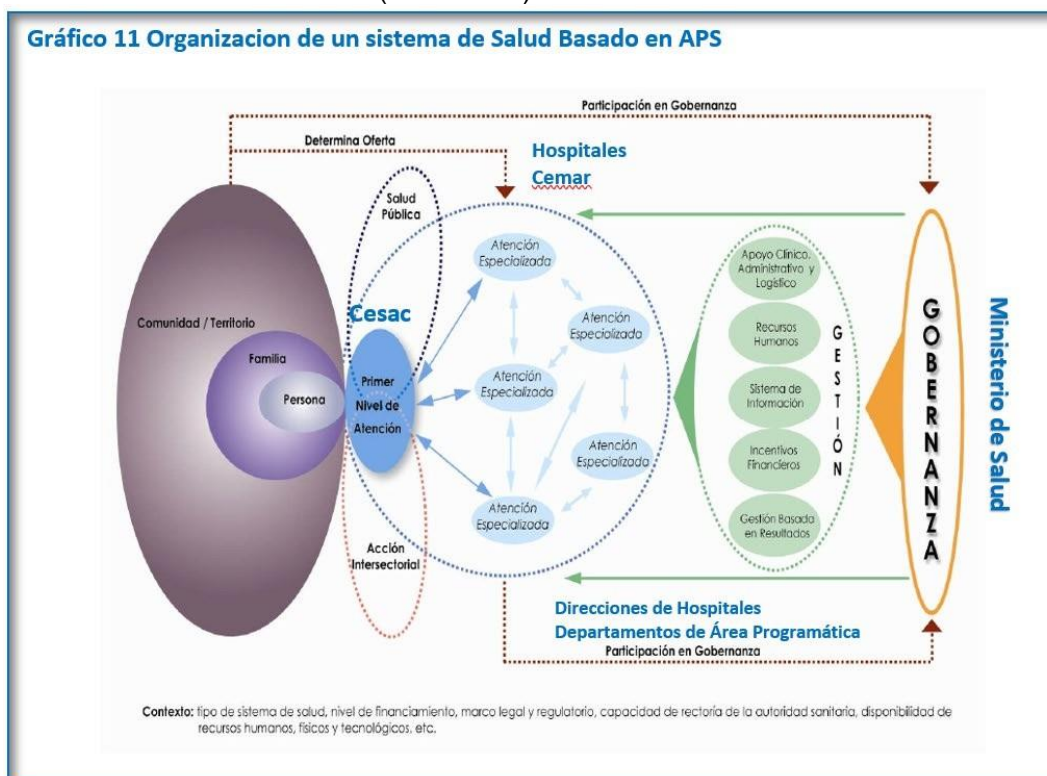 Gráfico 11 Organizacion de un sistema de Salud Basado en APS
Participación en Gobernanza
Determina Oferta
Hospitales
Cemar
Salud
Pública
Cesac
Comunidad / Territorio
Familia
Persona
Primer
Nivel de
Atención
Acción
Intersectorial
Atención
Especializada
Atención
Especializada
Atención
Especializada
Atención
Especializada
Atención
Especializada
Apoyo Clínico,
Administrativo y
Logístico
Recursos
Humanos
Sistema de
Información
Incentivos
Financieros
Gestión Basada
en Resultados
GESTIÓN
GOBERNANZA
Ministerio de Salud
Direcciones de Hospitales
Departamentos de Área Programática
Participación en Gobernanza
Contexto: tipo de sistema de salud, nivel de financiamiento, marco legal y regulatorio, capacidad de rectoría de la autoridad sanitaria, disponibilidad de
recursos humanos, físicos y tecnológicos, etc.